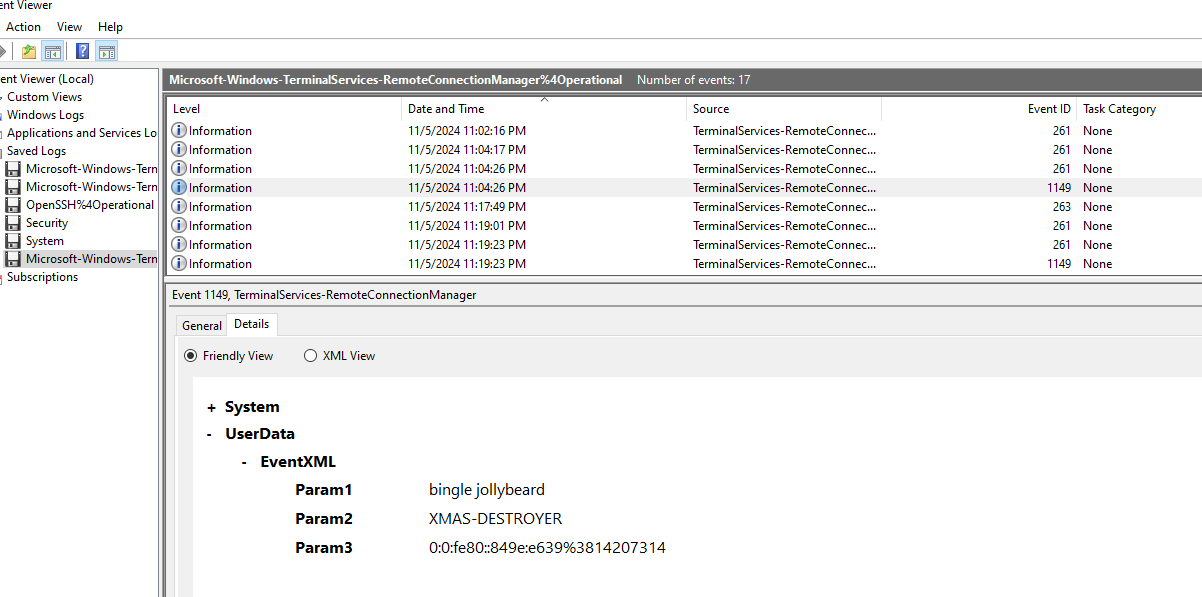 ent Viewer
Action View Help
Microsoft-Windows-TerminalServices-RemoteConnectionManager%4Operational Number of events: 17
ent Viewer (Local)
Custom Views
Windows Logs
Applications and Services Lo
Saved Logs
Microsoft-Windows-Tern
Microsoft-Windows-Tern
OpenSSH%4Operational
Security
System
Microsoft-Windows-Tern
Subscriptions
Level Date and Time Source Event ID Task Category
Information 11/5/2024 11:02:16 PM TerminalServices-RemoteConnec... 261 None
Information 11/5/2024 11:04:17 PM TerminalServices-RemoteConnec... 261 None
Information 11/5/2024 11:04:26 PM TerminalServices-RemoteConnec... 261 None
Information 11/5/2024 11:04:26 PM TerminalServices-RemoteConnec... 1149 None
Information 11/5/2024 11:17:49 PM TerminalServices-RemoteConnec... 263 None
Information 11/5/2024 11:19:01 PM TerminalServices-RemoteConnec... 261 None
Information 11/5/2024 11:19:23 PM TerminalServices-RemoteConnec... 261 None
Information 11/5/2024 11:19:23 PM TerminalServices-RemoteConnec... 1149 None
Event 1149, TerminalServices-RemoteConnectionManager
General Details
Friendly View XML View
+ System
- UserData
- EventXML
Param1 bingle jollybeard
Param2 XMAS-DESTROYER
Param3 0:0:fe80::849e:e639%3814207314